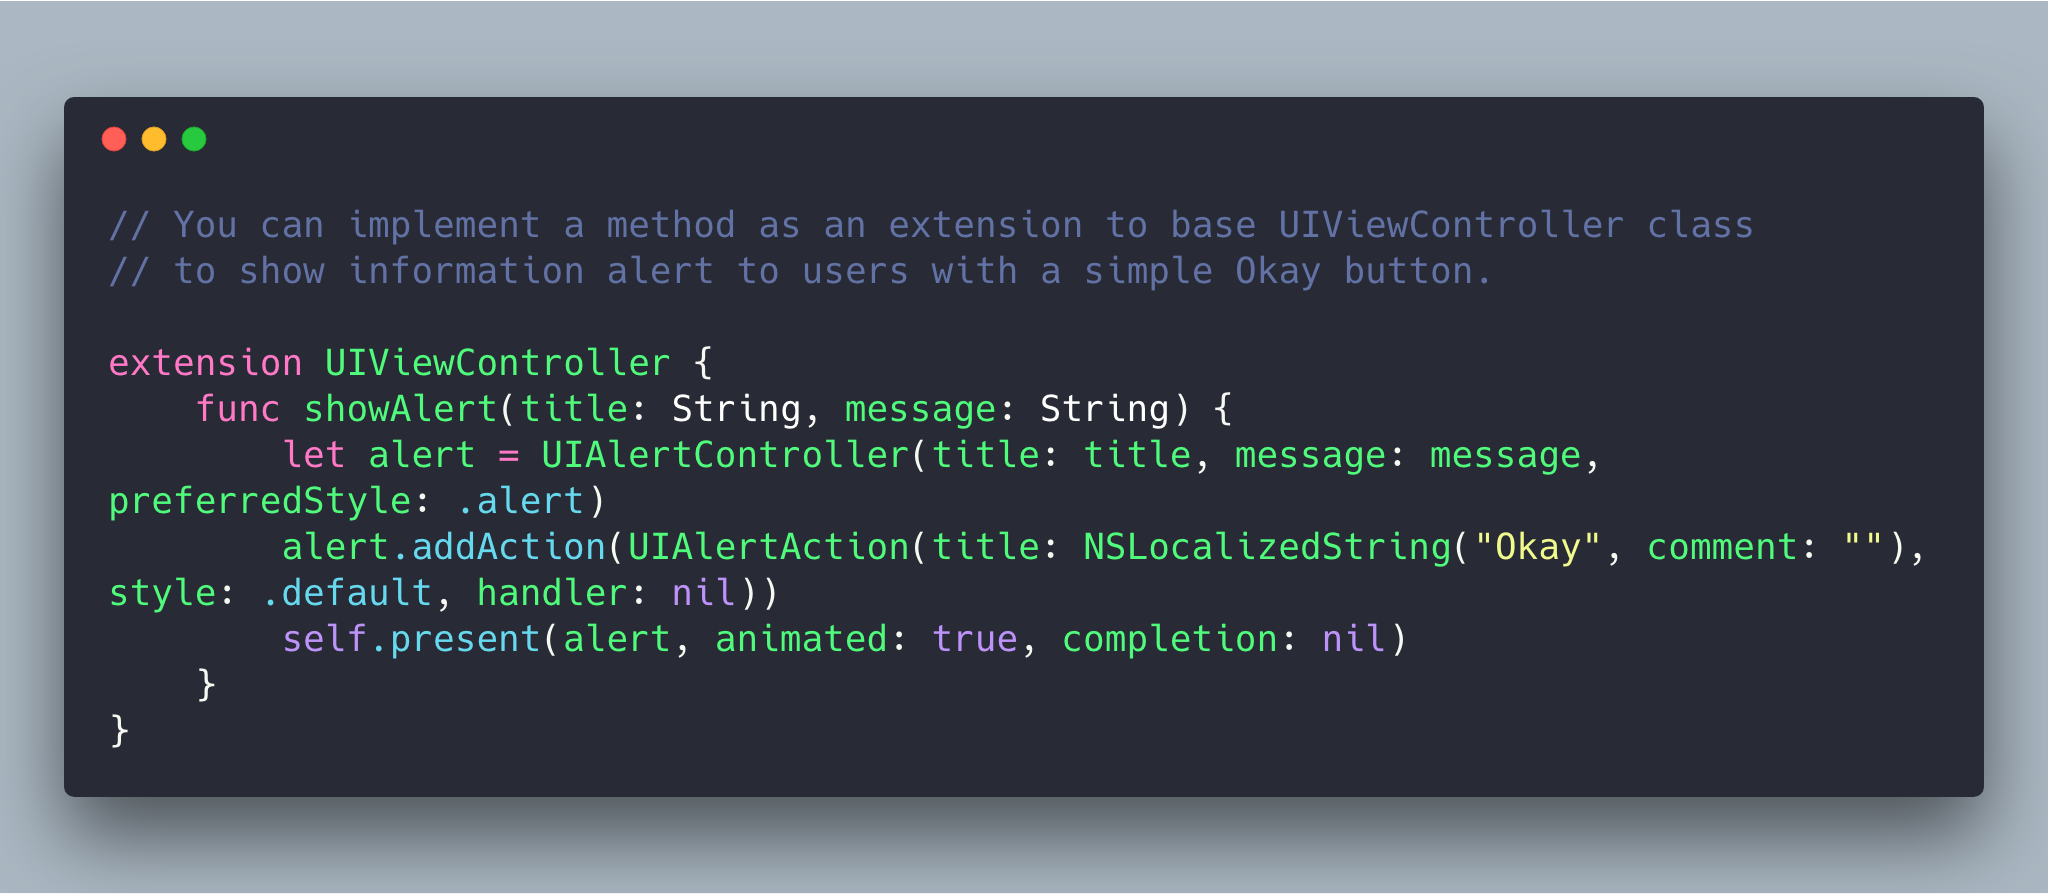 // You can implement a method as an extension to base UIViewController class
// to show information alert to users with a simple Okay button.

extension UIViewController {
    func showAlert(title: String, message: String) {
        let alert = UIAlertController(title: title, message: message,
preferredStyle: .alert)
        alert.addAction(UIAlertAction(title: NSLocalizedString("Okay", comment: ""),
style: .default, handler: nil))
        self.present(alert, animated: true, completion: nil)
    }
}